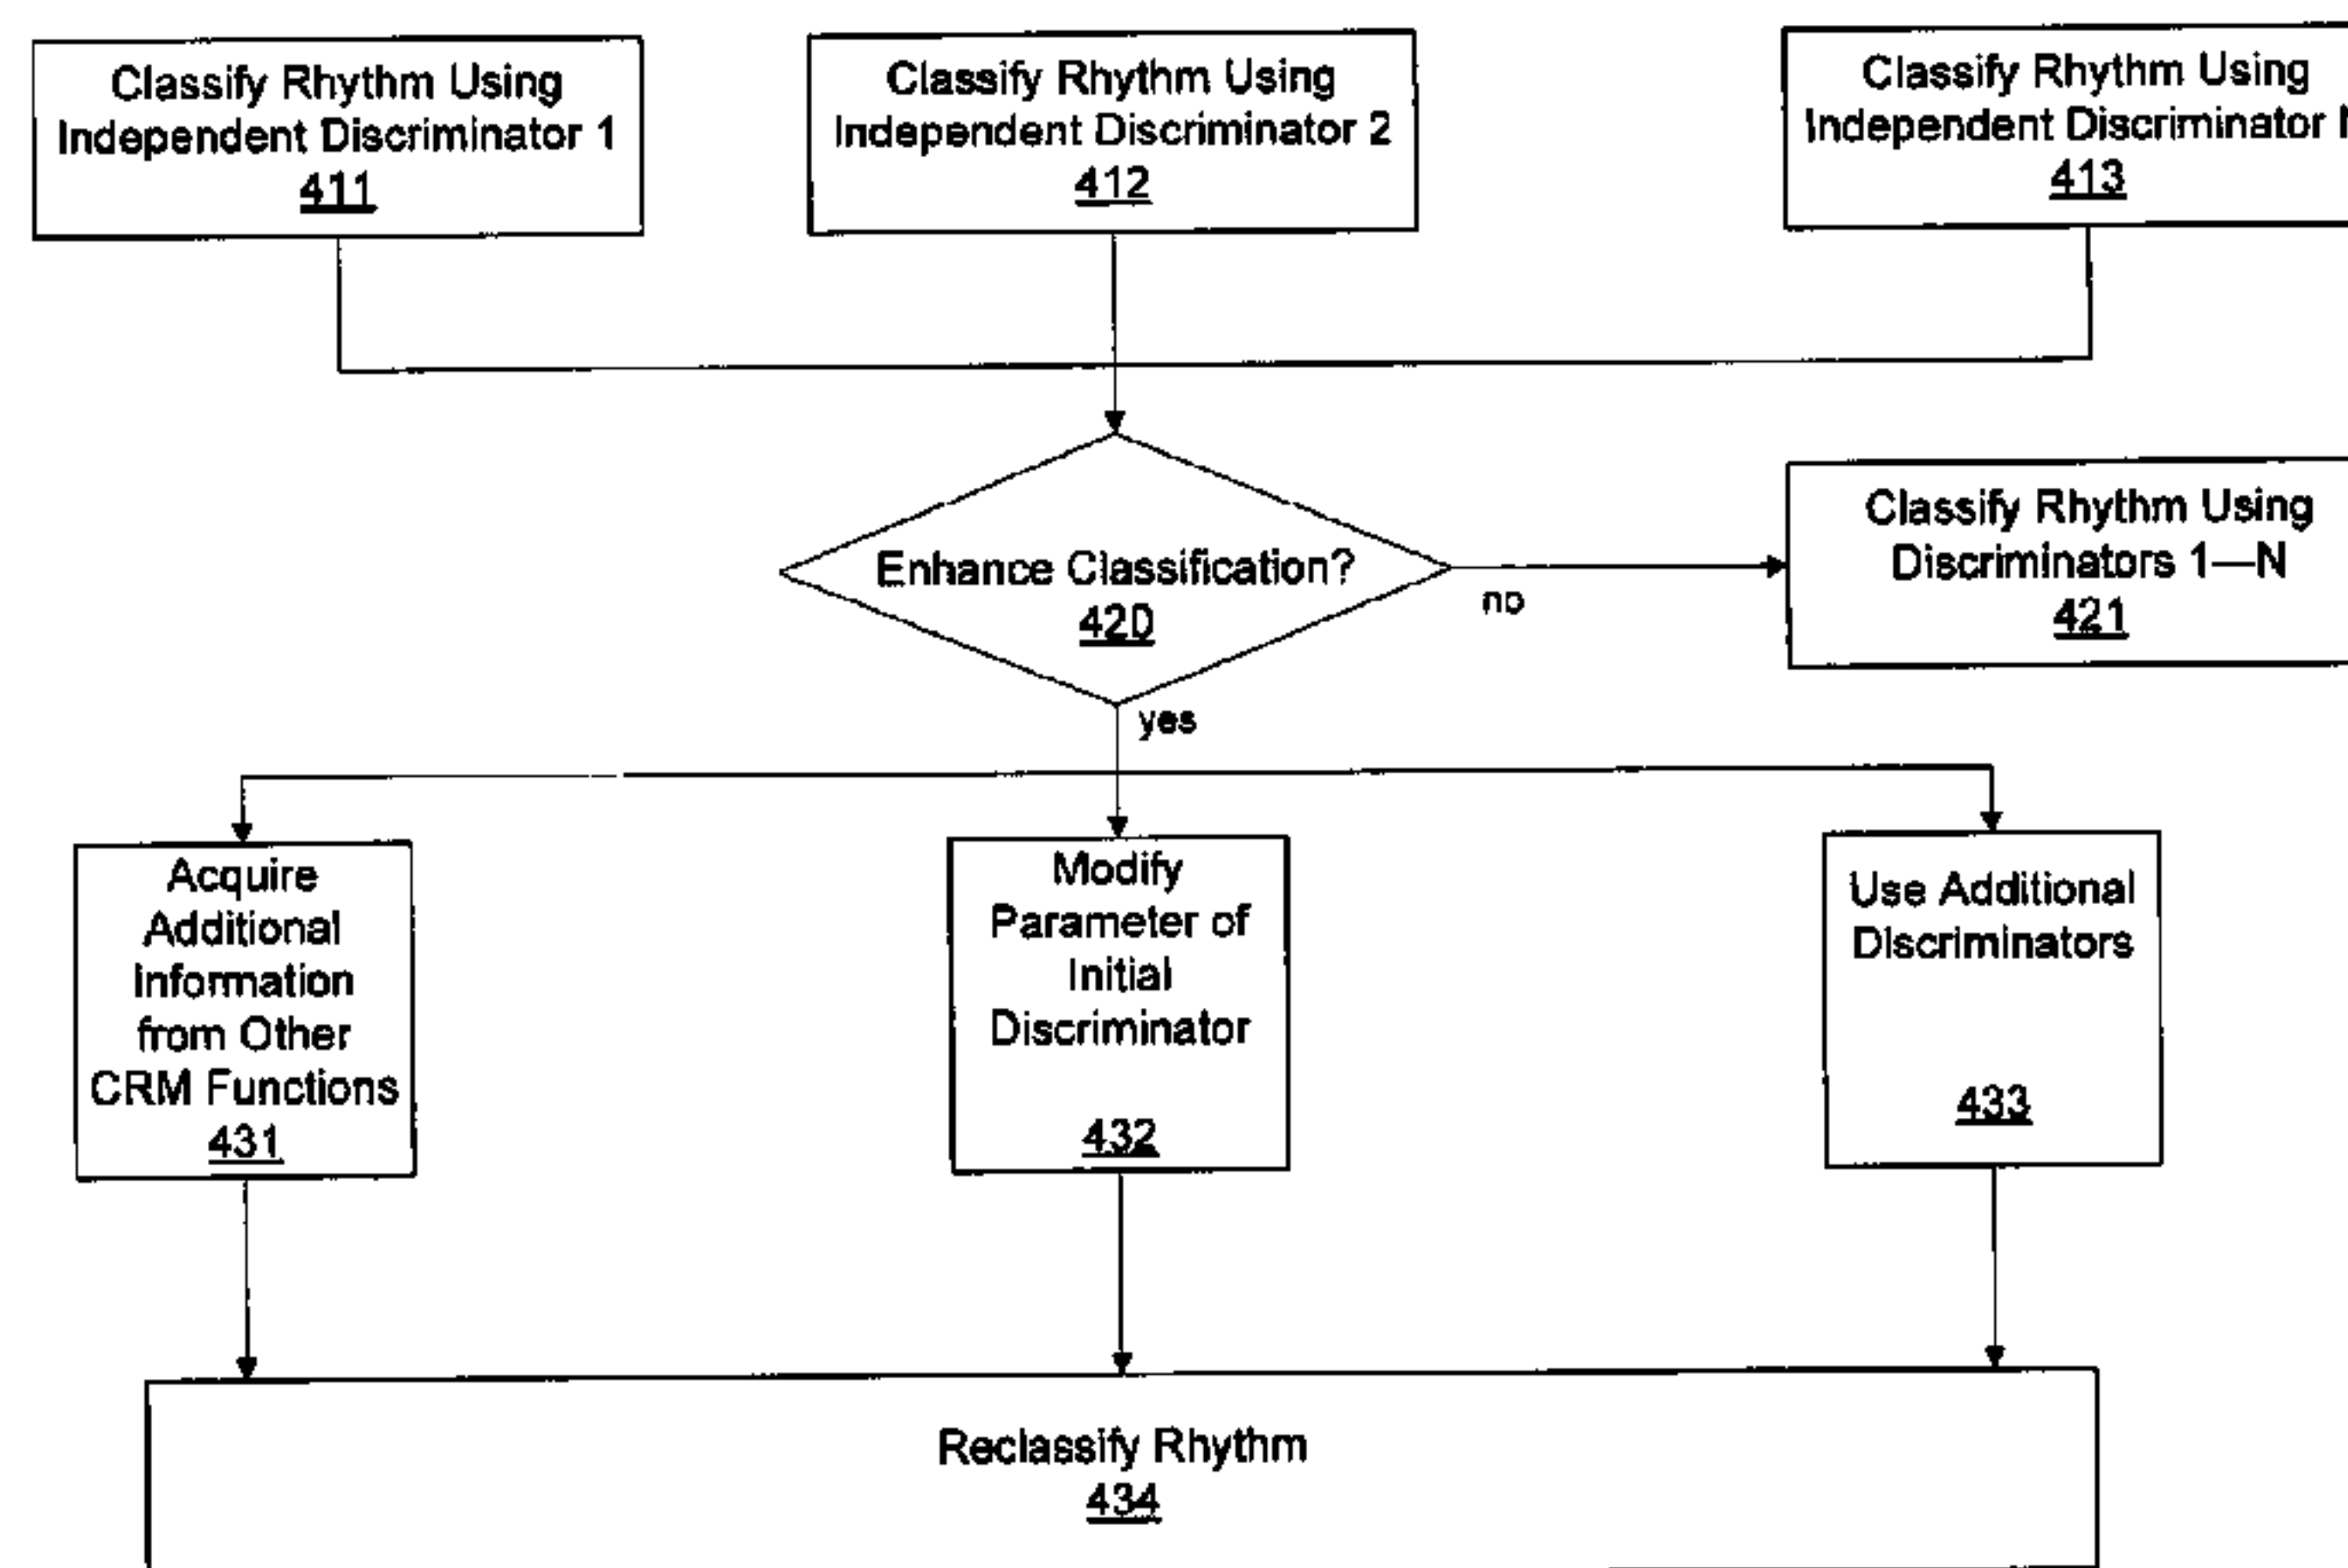 Classify Rhythm Using
Independent Discriminator 1
411
Classify Rhythm Using
Independent Discriminator 2
412
Classify Rhythm Using
Independent Discriminator
413
Enhance Classification?
420
no
Classify Rhythm Using
Discriminators 1—N
421
yes
Acquire
Additional
Information
from Other
CRM Functions
431
Modify
Parameter of
Initial
Discriminator
432
Use Additional
Discriminators
433
Reclassify Rhythm
434